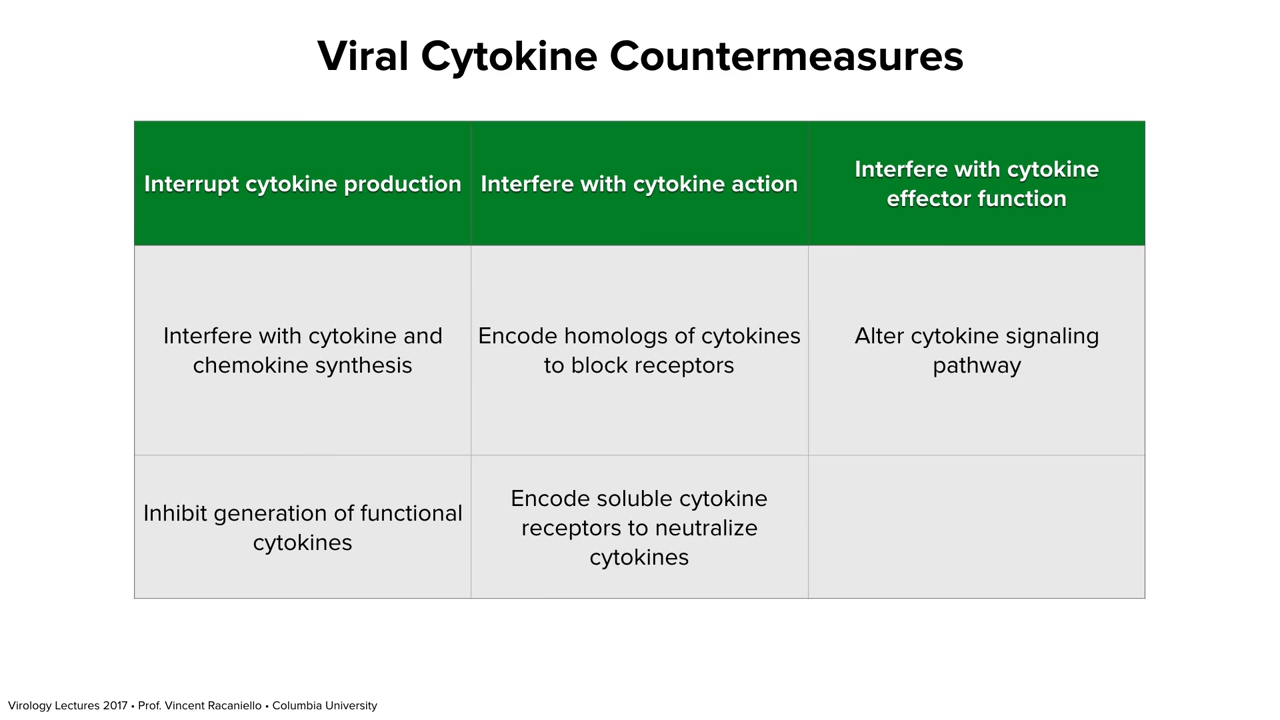 Viral Cytokine Countermeasures
Interrupt cytokine production
Interfere with cytokine action
Interfere with cytokine
effector function
Interfere with cytokine and
chemokine synthesis
Encode homologs of cytokines
to block receptors
Alter cytokine signaling
pathway
Inhibit generation of functional
cytokines
Encode soluble cytokine
receptors to neutralize
cytokines
Virology Lectures 2017 • Prof. Vincent Racaniello • Columbia University